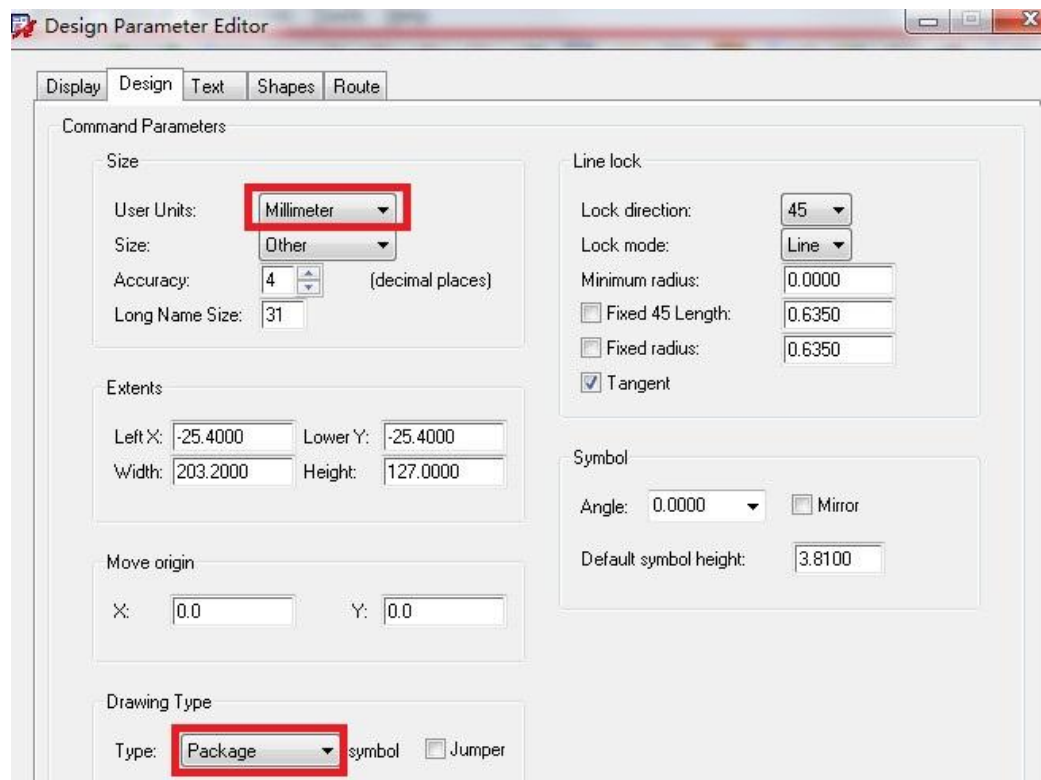 Design Parameter Editor
Display Design Text Shapes Route
Command Parameters
Size
User Units: Millimeter
Size: Other
Accuracy: 4 (decimal places)
Long Name Size: 31
Extents
Left X: -25.4000 Lower Y: -25.4000
Width: 203.2000 Height: 127.0000
Move origin
X: 0.0 Y: 0.0
Drawing Type
Type: Package symbol Jumper
Line lock
Lock direction: 45
Lock mode: Line
Minimum radius: 0.0000
Fixed 45 Length: 0.6350
Fixed radius: 0.6350
Tangent
Symbol
Angle: 0.0000 Mirror
Default symbol height: 3.8100